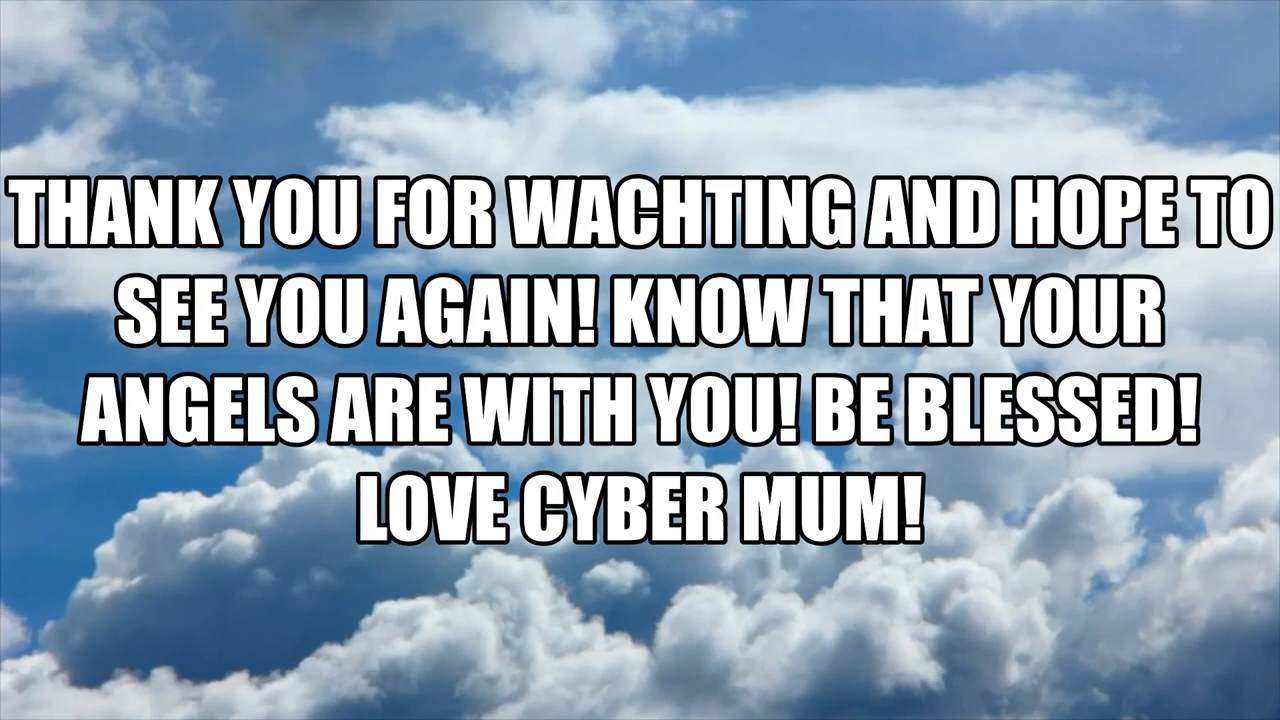 THANK YOU FOR WACHTING AND HOPE TO
SEE YOU AGAIN! KNOW THAT YOUR
ANGELS ARE WITH YOU! BE BLESSED!
LOVE CYBER MUM!